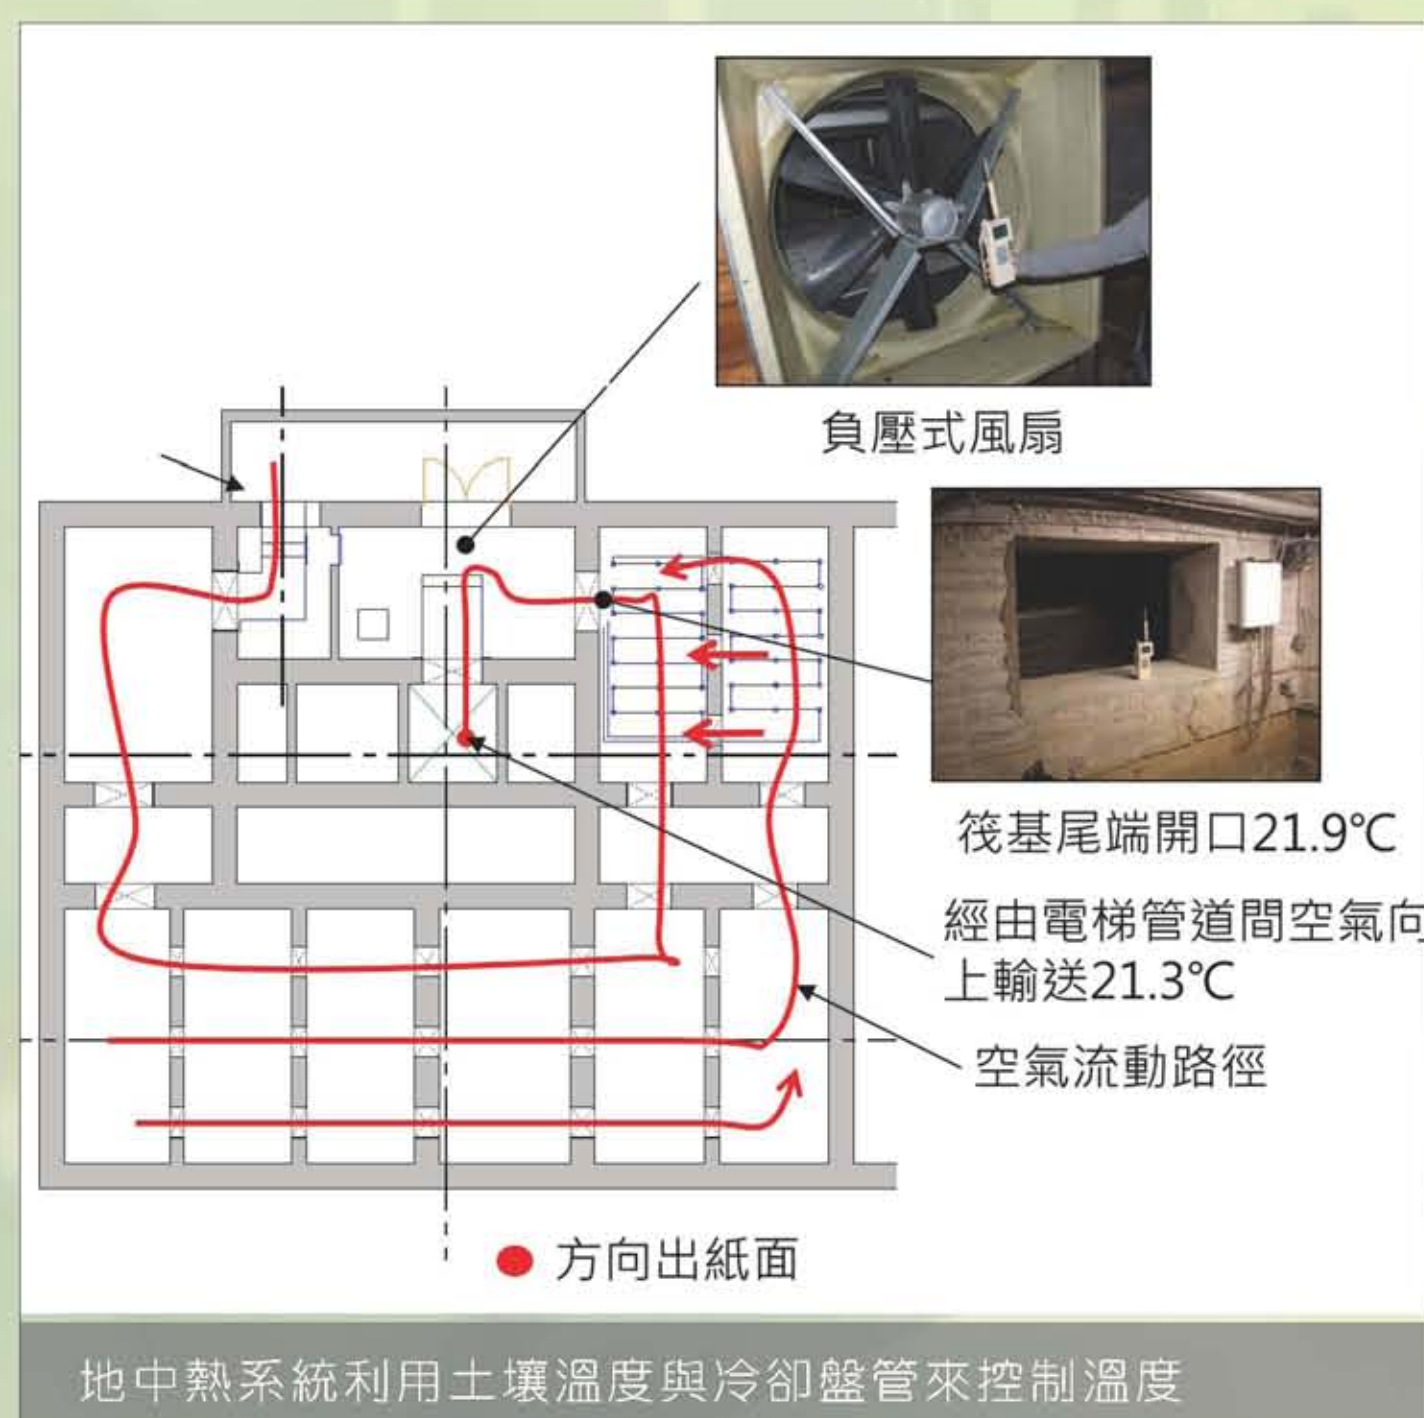 負壓式風扇
筏基尾端開口21.9℃
經由電梯管道間空氣向
上輸送21.3℃
空氣流動路徑
方向出紙面
地中熱系統利用土壤溫度與冷卻盤管來控制溫度